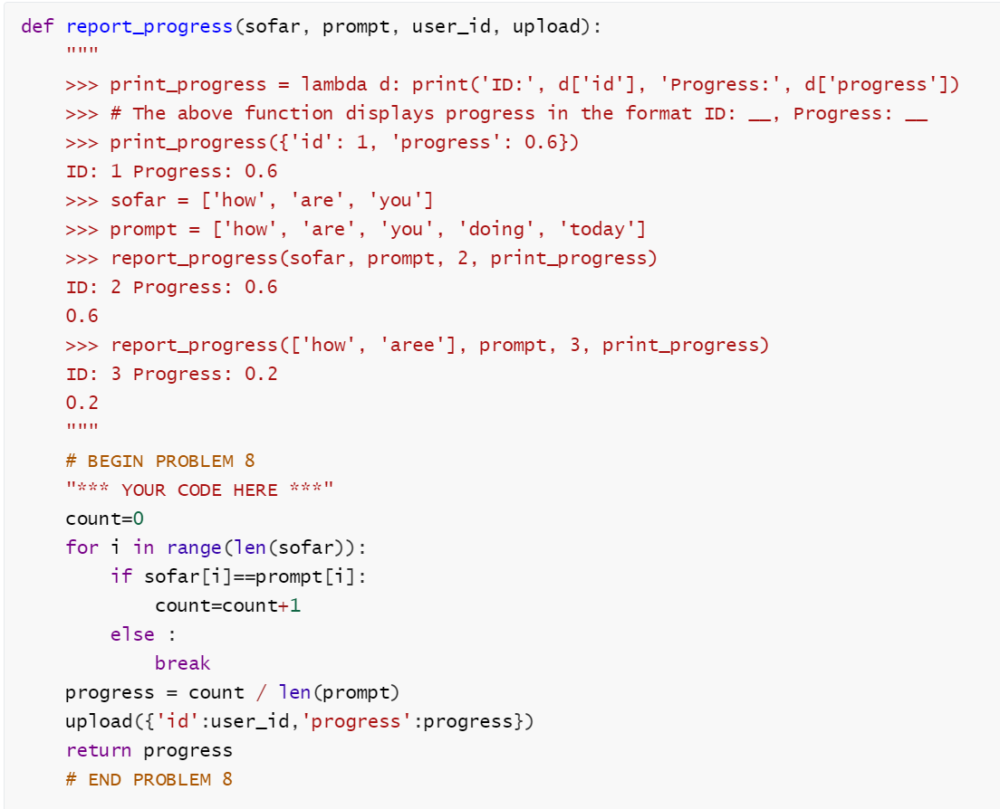 def report_progress(sofar, prompt, user_id, upload):
    """
    >>> print_progress = lambda d: print('ID:', d['id'], 'Progress:', d['progress'])
    >>> # The above function displays progress in the format ID: __, Progress: __
    >>> print_progress({'id': 1, 'progress': 0.6})
    ID: 1 Progress: 0.6
    >>> sofar = ['how', 'are', 'you']
    >>> prompt = ['how', 'are', 'you', 'doing', 'today']
    >>> report_progress(sofar, prompt, 2, print_progress)
    ID: 2 Progress: 0.6
    0.6
    >>> report_progress(['how', 'aree'], prompt, 3, print_progress)
    ID: 3 Progress: 0.2
    0.2
    """
    # BEGIN PROBLEM 8
    "*** YOUR CODE HERE ***"
    count=0
    for i in range(len(sofar)):
        if sofar[i]==prompt[i]:
            count=count+1
        else :
            break
    progress = count / len(prompt)
    upload({'id':user_id,'progress':progress})
    return progress
    # END PROBLEM 8